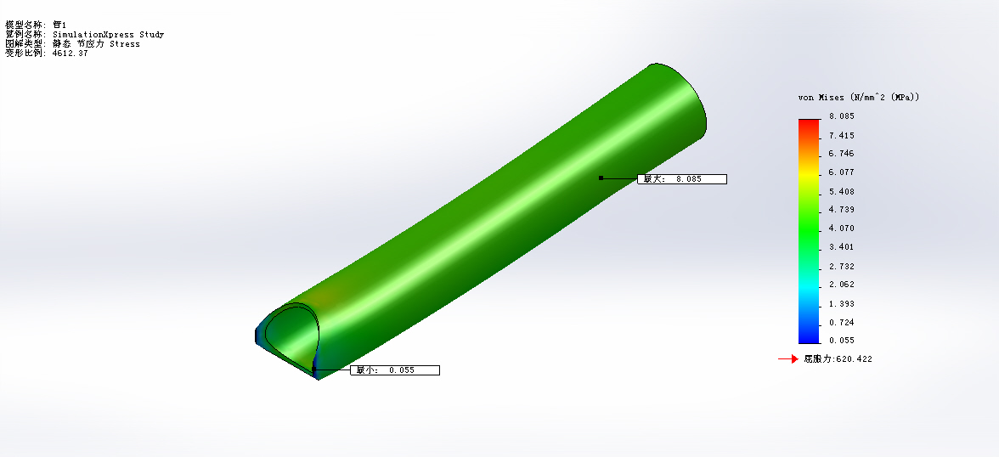 模型名称: 管1
算例名称: SimulationXpress Study
图解类型: 静态 节应力 Stress
变形比例: 4612.37
von Mises (N/mm^2 (MPa))
8.085
7.415
6.746
6.077
5.408
4.739
4.070
3.401
2.732
2.062
1.393
0.724
0.055
屈服力:620.422
最大: 8.085
最小: 0.055